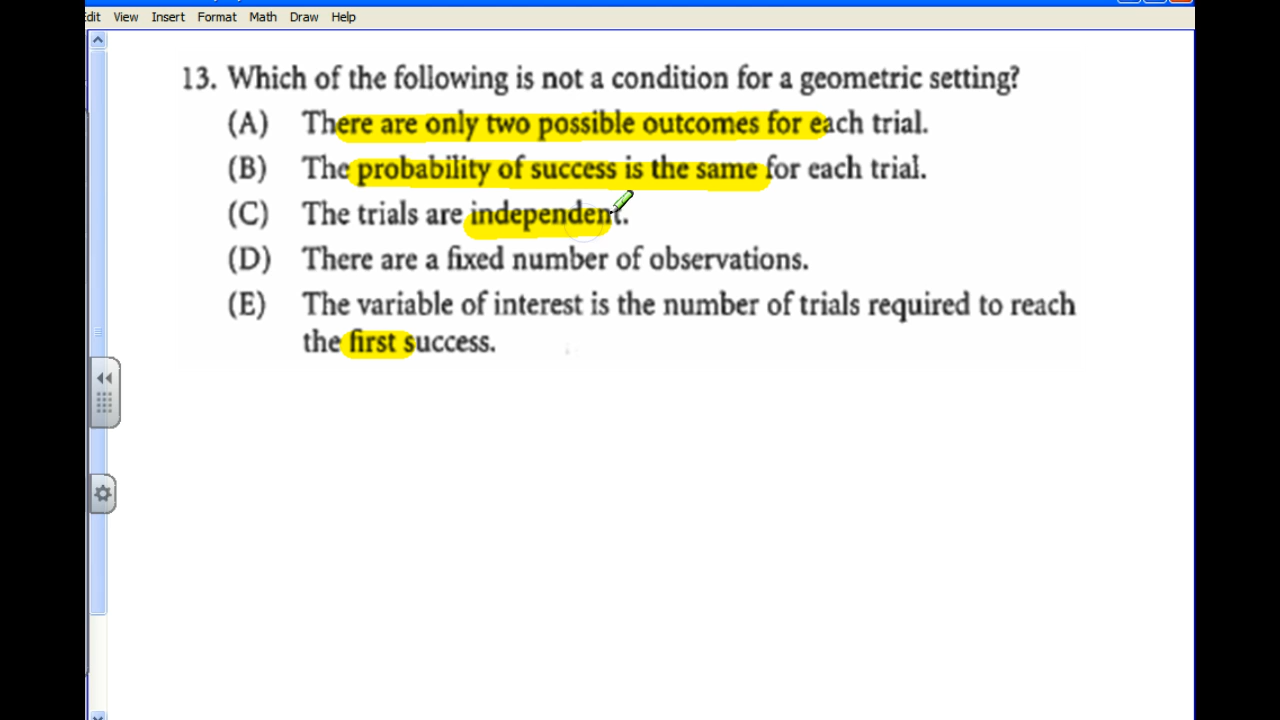 Edit View Insert Format Math Draw Help
13. Which of the following is not a condition for a geometric setting?
(A) There are only two possible outcomes for each trial.
(B) The probability of success is the same for each trial.
(C) The trials are independent.
(D) There are a fixed number of observations.
(E) The variable of interest is the number of trials required to reach
the first success.